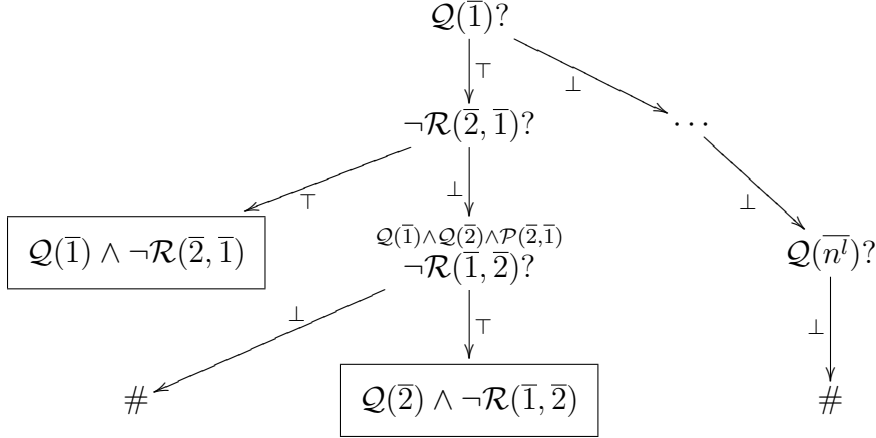 𝒬(1̅)?
⊤ ⊥
¬ℛ(2̅, 1̅)? ...
⊤ ⊥ ⊥
𝒬(1̅)∧𝒬(2̅)∧𝒫(2̅,1̅)
𝒬(1̅) ∧ ¬ℛ(2̅, 1̅) ¬ℛ(1̅, 2̅)? 𝒬(n̅ˡ̅)?
⊥ ⊤ ⊥
# 𝒬(2̅) ∧ ¬ℛ(1̅, 2̅) #